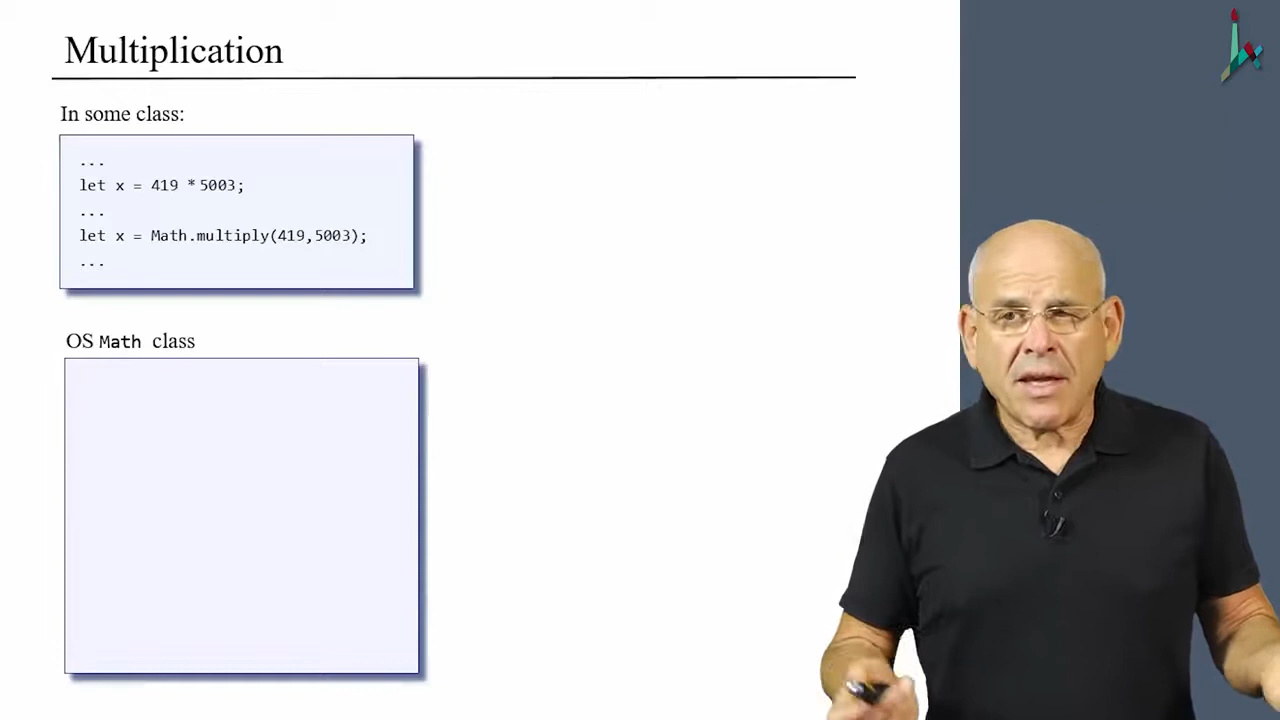 Multiplication
In some class:
...
let x = 419 * 5003;
...
let x = Math.multiply(419,5003);
...
OS Math class